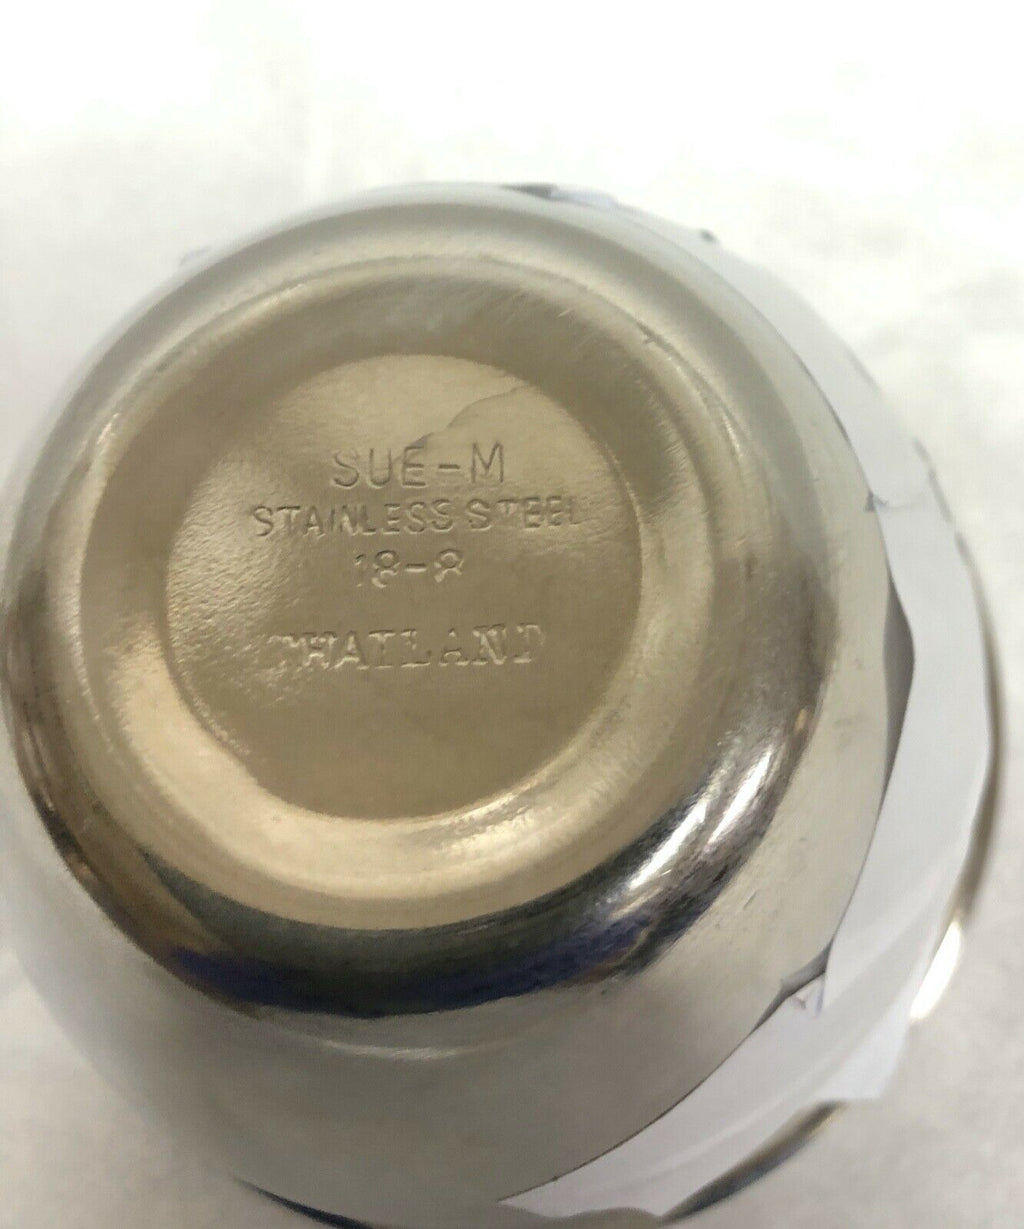 SUE-M
STAINLESS STEEL
18-8
THAILAND